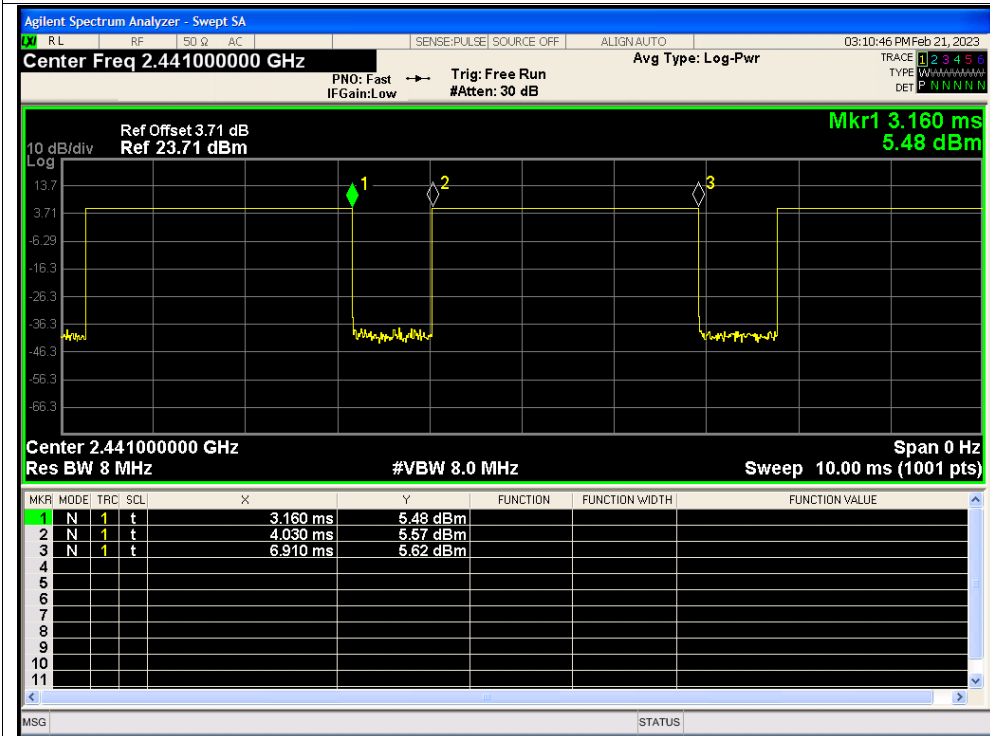 Agilent Spectrum Analyzer - Swept SA
LXI RL RF 50 Ω AC SENSE:PULSE SOURCE OFF ALIGN AUTO 03:10:46 PM Feb 21, 2023
Center Freq 2.441000000 GHz Avg Type: Log-Pwr TRACE 1 2 3 4 5 6
PNO: Fast Trig: Free Run TYPE W
IFGain:Low #Atten: 30 dB DET P N N N N N
Mkr1 3.160 ms
Ref Offset 3.71 dB 5.48 dBm
10 dB/div Ref 23.71 dBm
Log
1 2 3
13.7
3.71
-6.29
-16.3
-26.3
-36.3
-46.3
-56.3
-66.3
Center 2.441000000 GHz Span 0 Hz
Res BW 8 MHz #VBW 8.0 MHz Sweep 10.00 ms (1001 pts)
MKR MODE TRC SCL X Y FUNCTION FUNCTION WIDTH FUNCTION VALUE
1 N 1 t 3.160 ms 5.48 dBm
2 N 1 t 4.030 ms 5.57 dBm
3 N 1 t 6.910 ms 5.62 dBm
4
5
6
7
8
9
10
11
MSG STATUS